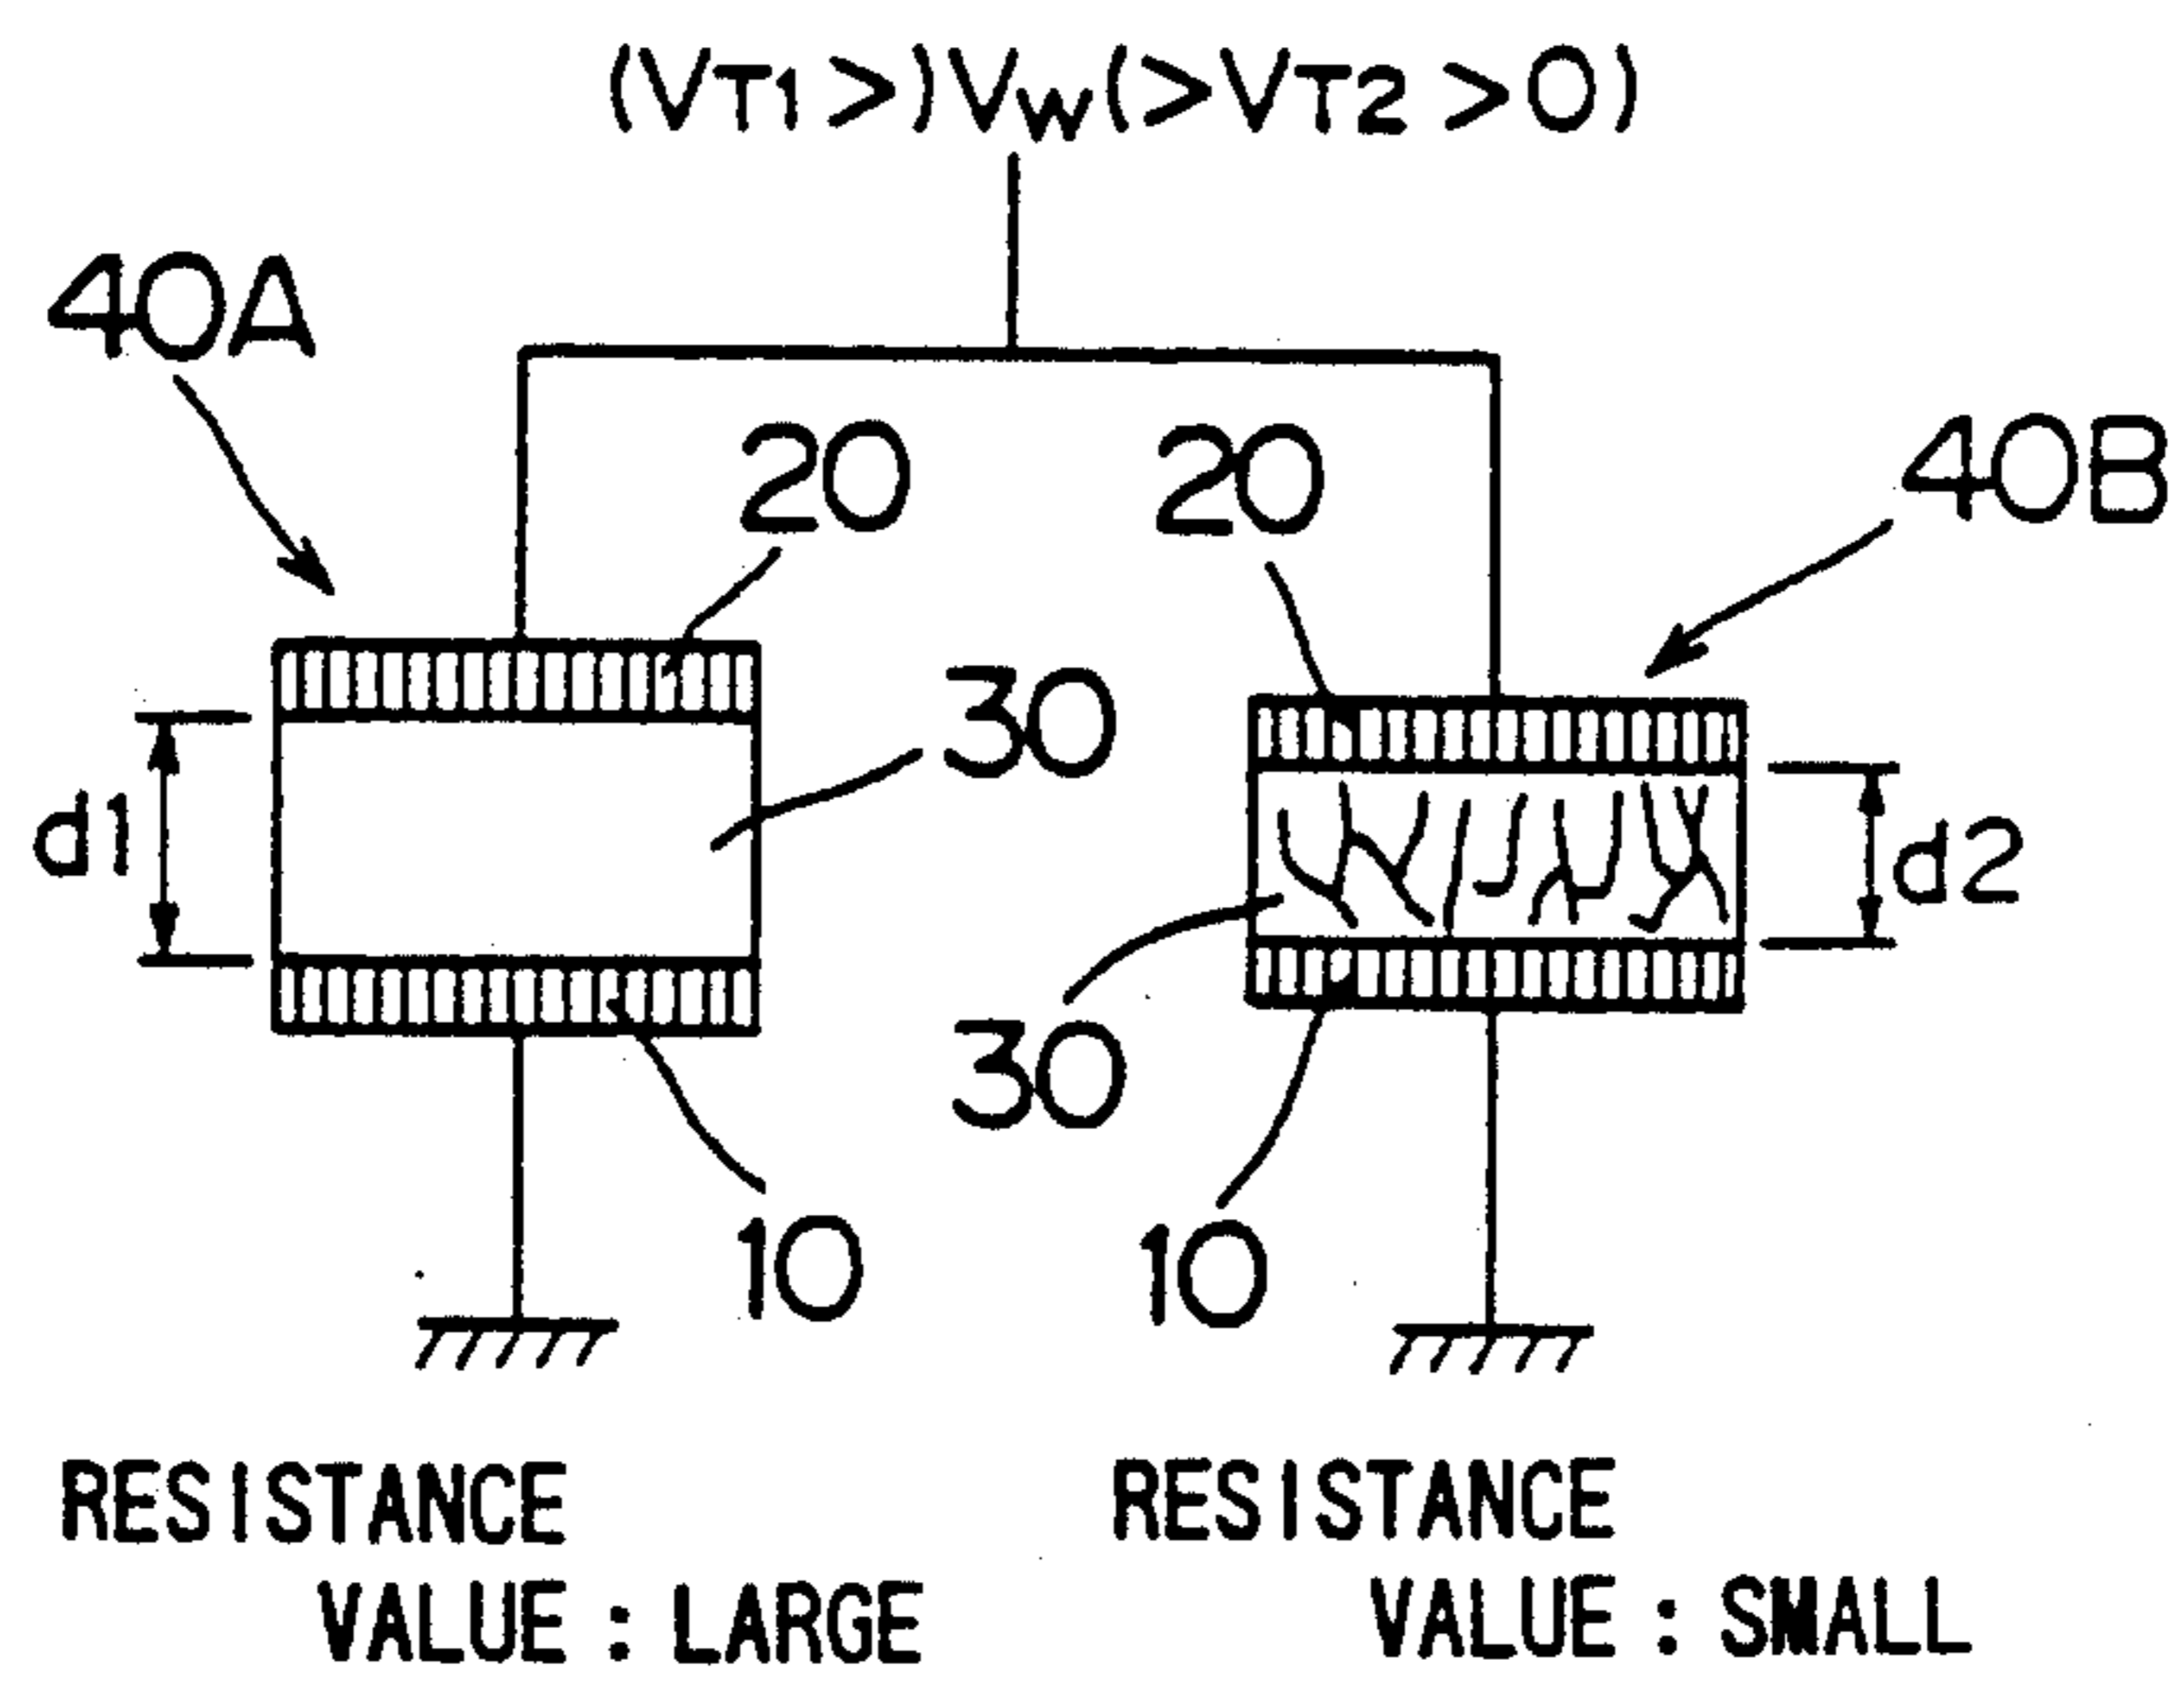 (VT1>)VW(>VT2>0)
40A
20 20
40B
30
d1
d2
30
10 10
RESISTANCE
VALUE : LARGE
RESISTANCE
VALUE : SMALL